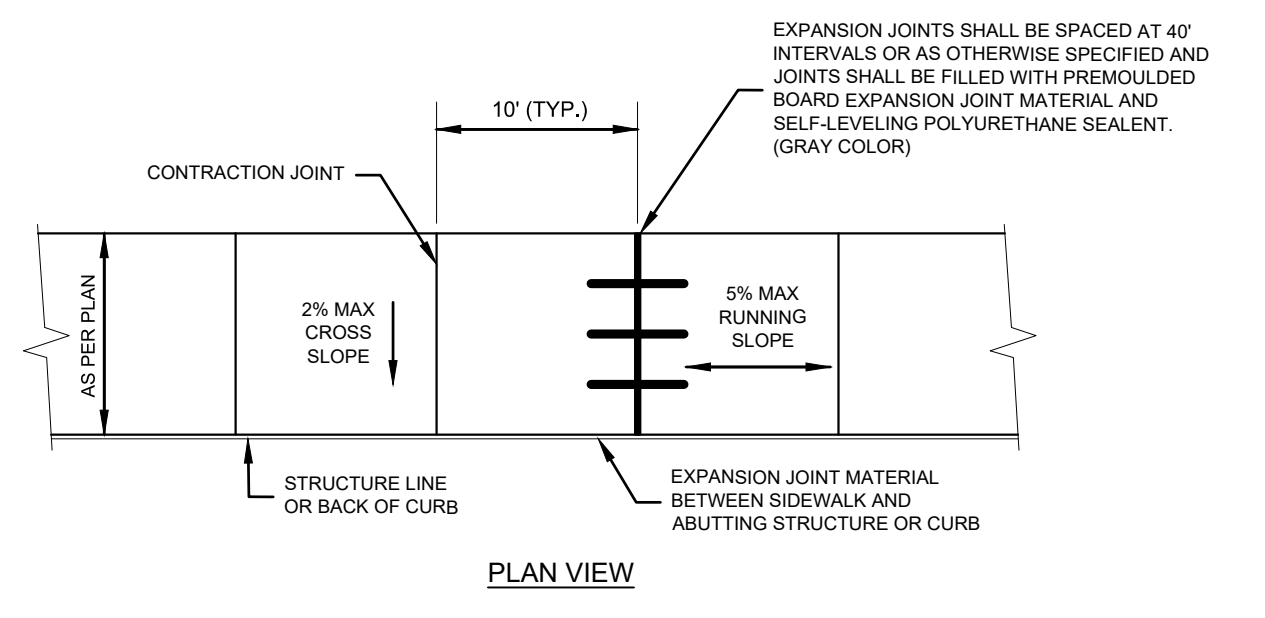 EXPANSION JOINTS SHALL BE SPACED AT 40'
INTERVALS OR AS OTHERWISE SPECIFIED AND
JOINTS SHALL BE FILLED WITH PREMOULDED
BOARD EXPANSION JOINT MATERIAL AND
SELF-LEVELING POLYURETHANE SEALENT.
(GRAY COLOR)
10' (TYP.)
CONTRACTION JOINT
AS PER PLAN
2% MAX
CROSS
SLOPE
5% MAX
RUNNING
SLOPE
STRUCTURE LINE
OR BACK OF CURB
EXPANSION JOINT MATERIAL
BETWEEN SIDEWALK AND
ABUTTING STRUCTURE OR CURB
PLAN VIEW